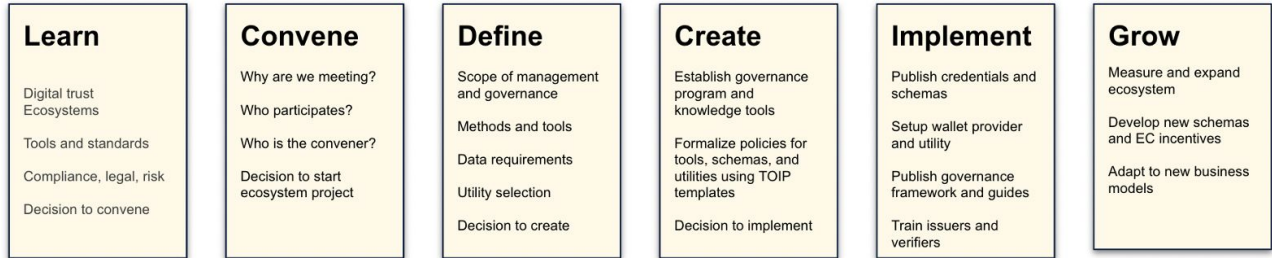 Learn
Digital trust
Ecosystems
Tools and standards
Compliance, legal, risk
Decision to convene
Convene
Why are we meeting?
Who participates?
Who is the convener?
Decision to start
ecosystem project
Define
Scope of management
and governance
Methods and tools
Data requirements
Utility selection
Decision to create
Create
Establish governance
program and
knowledge tools
Formalize policies for
tools, schemas, and
utilities using TOIP
templates
Decision to implement
Implement
Publish credentials and
schemas
Setup wallet provider
and utility
Publish governance
framework and guides
Train issuers and
verifiers
Grow
Measure and expand
ecosystem
Develop new schemas
and EC incentives
Adapt to new business
models